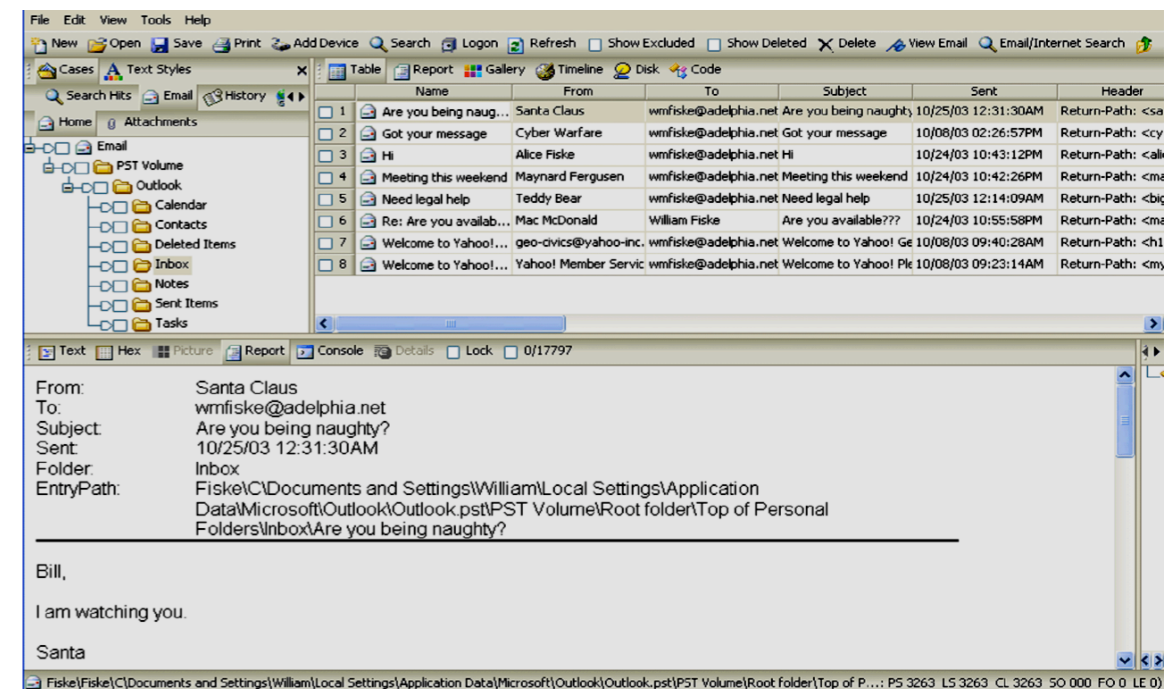 File Edit View Tools Help
New Open Save Print Add Device Search Logon Refresh Show Excluded Show Deleted Delete View Email Email/Internet Search
Cases Text Styles
Search Hits Email History
Home Attachments
Email
PST Volume
Outlook
Calendar
Contacts
Deleted Items
Inbox
Notes
Sent Items
Tasks
Table Report Gallery Timeline Disk Code
Name From To Subject Sent Header
1 Are you being naug... Santa Claus wmfiske@adelphia.net Are you being naughty 10/25/03 12:31:30AM Return-Path: <sa
2 Got your message Cyber Warfare wmfiske@adelphia.net Got your message 10/08/03 02:26:57PM Return-Path: <cy
3 Hi Alice Fiske wmfiske@adelphia.net Hi 10/24/03 10:43:12PM Return-Path: <ali
4 Meeting this weekend Maynard Fergusen wmfiske@adelphia.net Meeting this weekend 10/24/03 10:42:26PM Return-Path: <ma
5 Need legal help Teddy Bear wmfiske@adelphia.net Need legal help 10/25/03 12:14:09AM Return-Path: <big
6 Re: Are you availab... Mac McDonald William Fiske Are you available??? 10/24/03 10:55:58PM Return-Path: <ma
7 Welcome to Yahoo!... geo-civics@yahoo-inc. wmfiske@adelphia.net Welcome to Yahoo! Ge 10/08/03 09:40:28AM Return-Path: <h1
8 Welcome to Yahoo!... Yahoo! Member Servic wmfiske@adelphia.net Welcome to Yahoo! Ple 10/08/03 09:23:14AM Return-Path: <my
Text Hex Picture Report Console Details Lock 0/17797
From: Santa Claus
To: wmfiske@adelphia.net
Subject: Are you being naughty?
Sent: 10/25/03 12:31:30AM
Folder: Inbox
EntryPath: Fiske\C\Documents and Settings\William\Local Settings\Application
Data\Microsoft\Outlook\Outlook.pst\PST Volume\Root folder\Top of Personal
Folders\Inbox\Are you being naughty?
Bill,
I am watching you.
Santa
Fiske\Fiske\C\Documents and Settings\William\Local Settings\Application Data\Microsoft\Outlook\Outlook.pst\PST Volume\Root folder\Top of P...: PS 3263 LS 3263 CL 3263 SO 000 FO 0 LE 0)